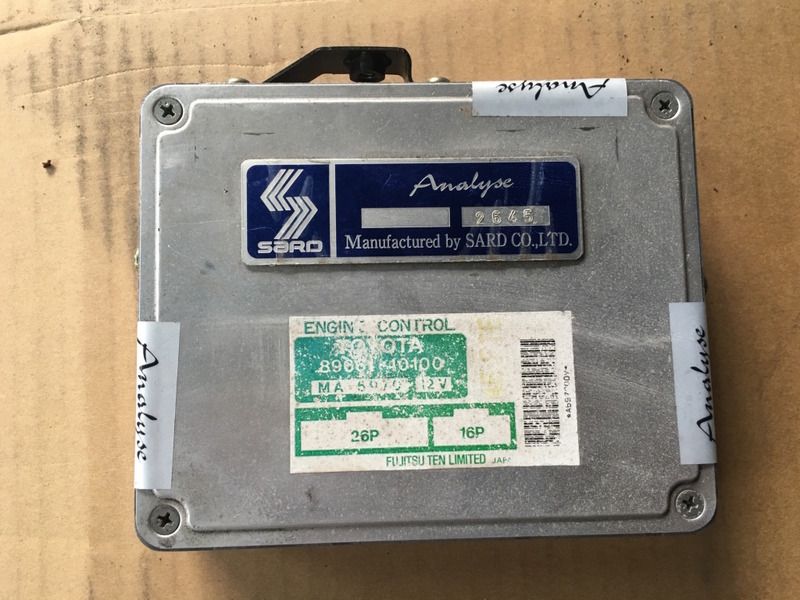 Analyse
SARD
Analyse
2645
Manufactured by SARD CO.,LTD.
ENGINE CONTROL
TOYOTA
12V
26P
16P
FUJITSU TEN LIMITED JAPAN
Analyse
Analyse